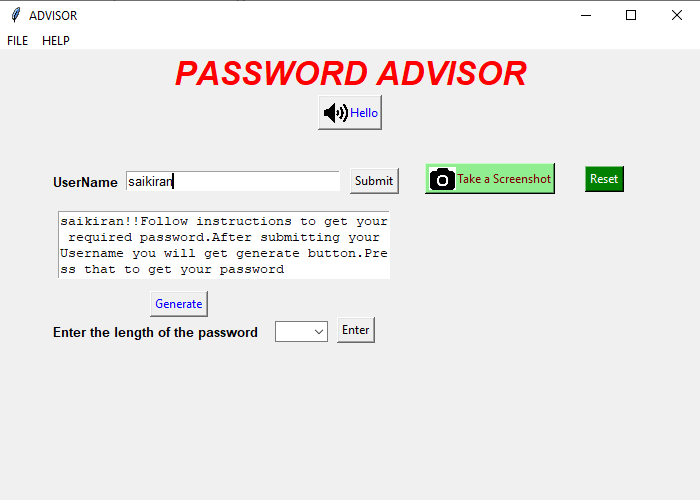 ADVISOR
FILE HELP
PASSWORD ADVISOR
Hello
UserName saikiran Submit Take a Screenshot Reset
saikiran!!Follow instructions to get your
required password.After submitting your
Username you will get generate button.Pre
ss that to get your password
Generate
Enter the length of the password Enter